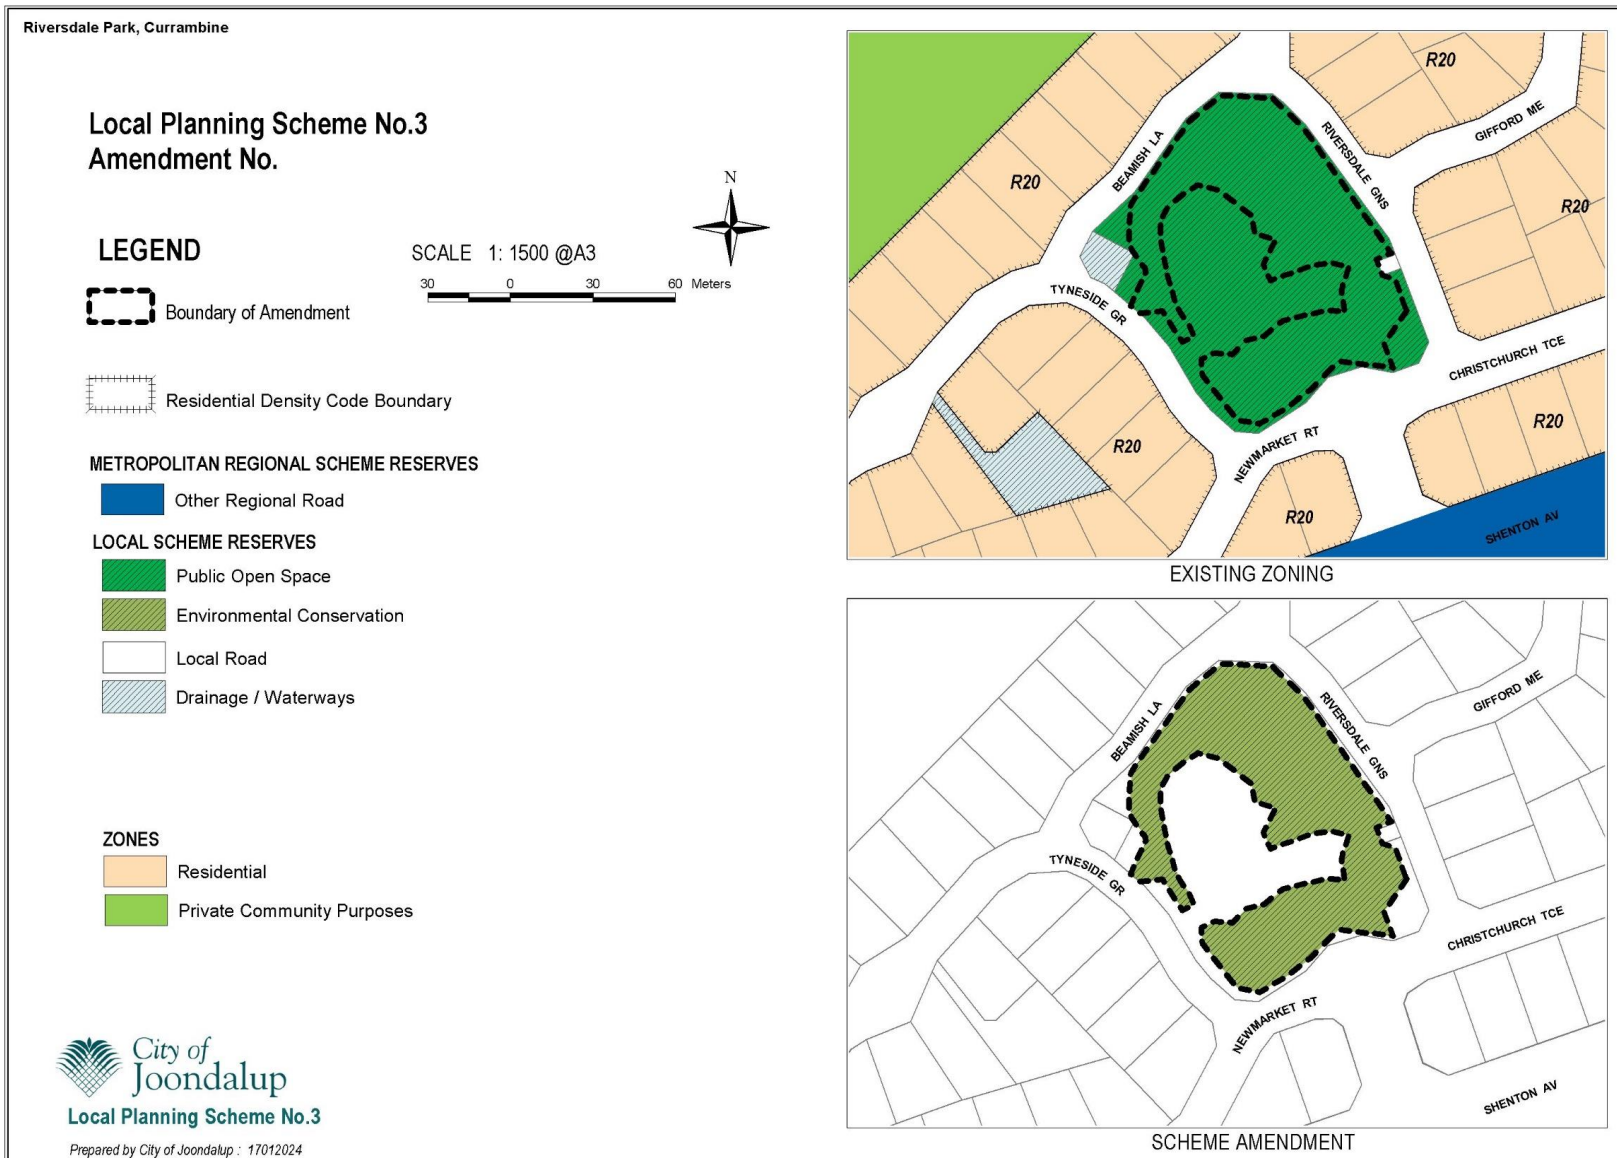 Riversdale Park, Currambine
Local Planning Scheme No.3
Amendment No.
N
LEGEND
SCALE 1: 1500 @A3
30 0 30 60 Meters
Boundary of Amendment
Residential Density Code Boundary
METROPOLITAN REGIONAL SCHEME RESERVES
Other Regional Road
LOCAL SCHEME RESERVES
Public Open Space
Environmental Conservation
Local Road
Drainage / Waterways
ZONES
Residential
Private Community Purposes
City of
Joondalup
Local Planning Scheme No.3
Prepared by City of Joondalup : 17012024
R20
GIFFORD ME
RIVERSDALE GNS
BEAMISH LA
R20
R20
TYNESIDE GR
CHRISTCHURCH TCE
R20
R20
NEWMARKET RT
R20
SHENTON AV
EXISTING ZONING
GIFFORD ME
RIVERSDALE GNS
BEAMISH LA
TYNESIDE GR
CHRISTCHURCH TCE
NEWMARKET RT
SHENTON AV
SCHEME AMENDMENT